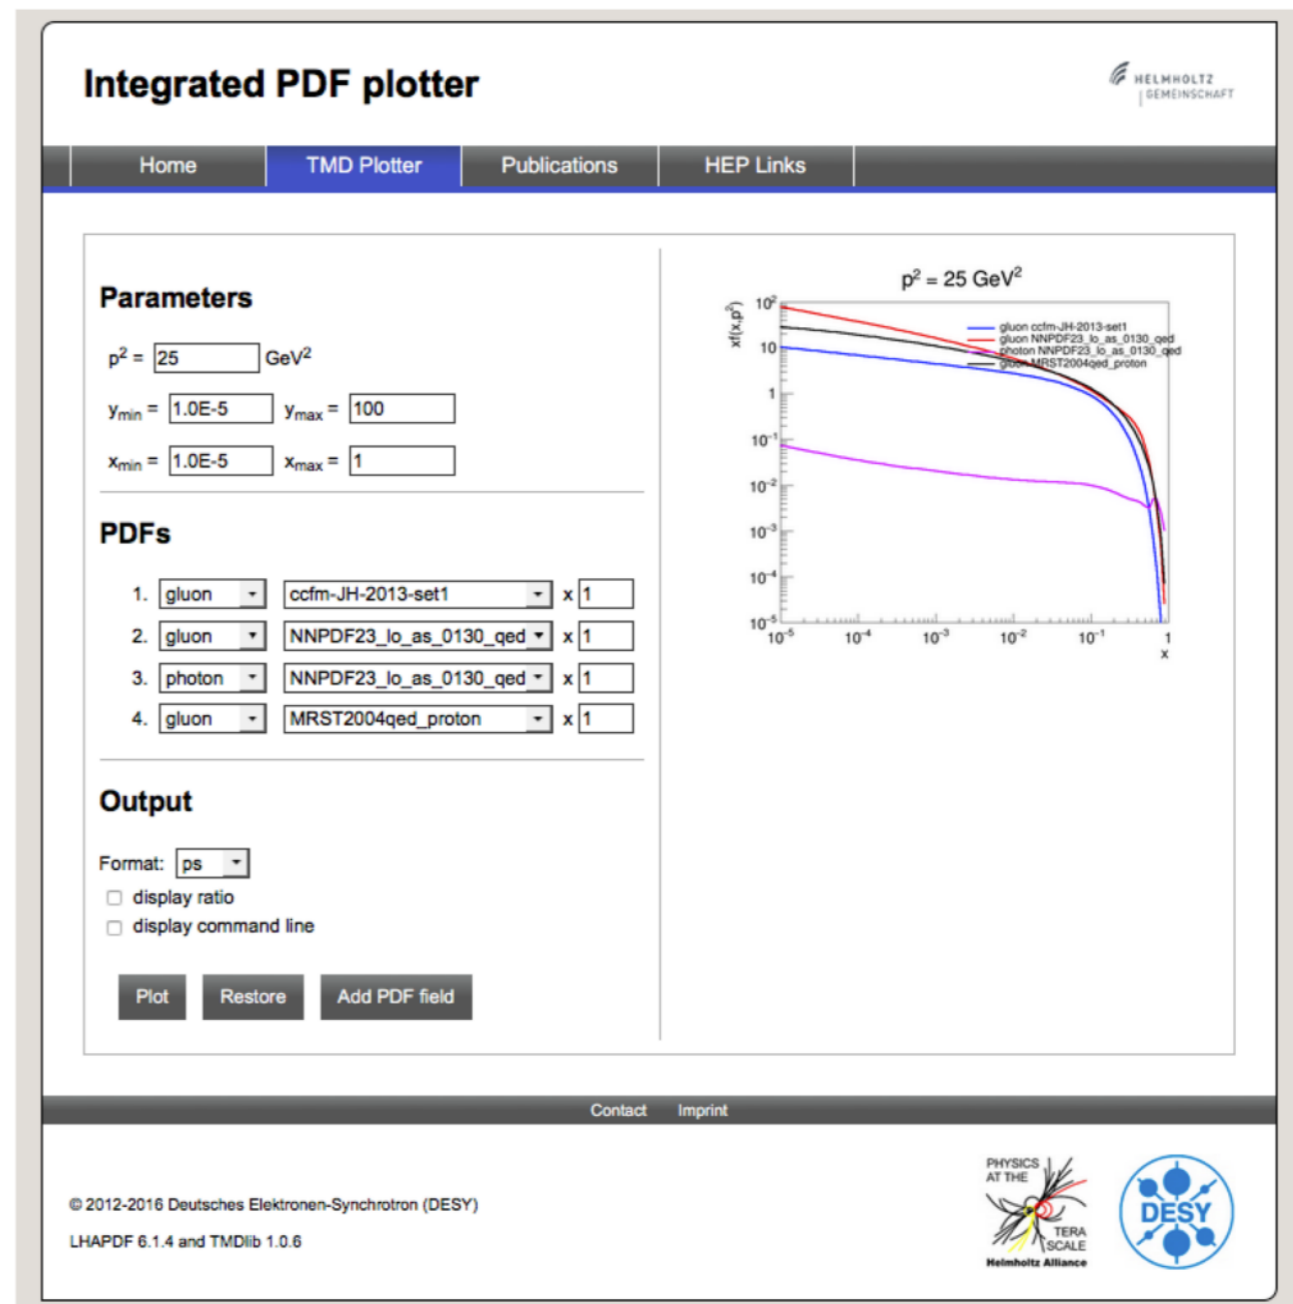 Integrated PDF plotter
HELMHOLTZ
GEMEINSCHAFT
Home TMD Plotter Publications HEP Links
Parameters
p² = 25 GeV²
ymin = 1.0E-5 ymax = 100
xmin = 1.0E-5 xmax = 1
PDFs
1. gluon ccfm-JH-2013-set1 x 1
2. gluon NNPDF23_lo_as_0130_qed x 1
3. photon NNPDF23_lo_as_0130_qed x 1
4. gluon MRST2004qed_proton x 1
Output
Format: ps
display ratio
display command line
Plot Restore Add PDF field
p² = 25 GeV²
xf(x,p²)
gluon ccfm-JH-2013-set1
gluon NNPDF23_lo_as_0130_qed
photon NNPDF23_lo_as_0130_qed
gluon MRST2004qed_proton
10²
10
1
10⁻¹
10⁻²
10⁻³
10⁻⁴
10⁻⁵
10⁻⁵ 10⁻⁴ 10⁻³ 10⁻² 10⁻¹ 1
x
Contact Imprint
© 2012-2016 Deutsches Elektronen-Synchrotron (DESY)
LHAPDF 6.1.4 and TMDlib 1.0.6
PHYSICS
AT THE
TERA
SCALE
Helmholtz Alliance
DESY